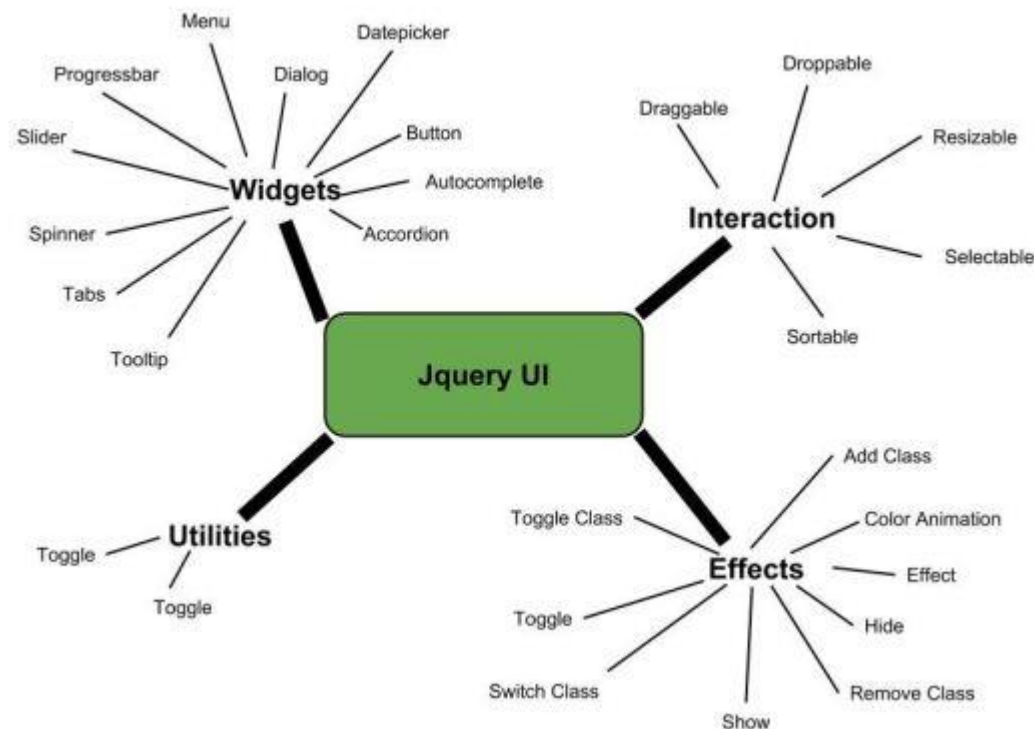 Menu
Datepicker
Progressbar
Dialog
Slider
Button
Widgets
Autocomplete
Spinner
Accordion
Tabs
Tooltip
Droppable
Draggable
Resizable
Interaction
Selectable
Sortable
Jquery UI
Utilities
Toggle
Toggle
Add Class
Toggle Class
Color Animation
Effects
Effect
Toggle
Hide
Switch Class
Remove Class
Show